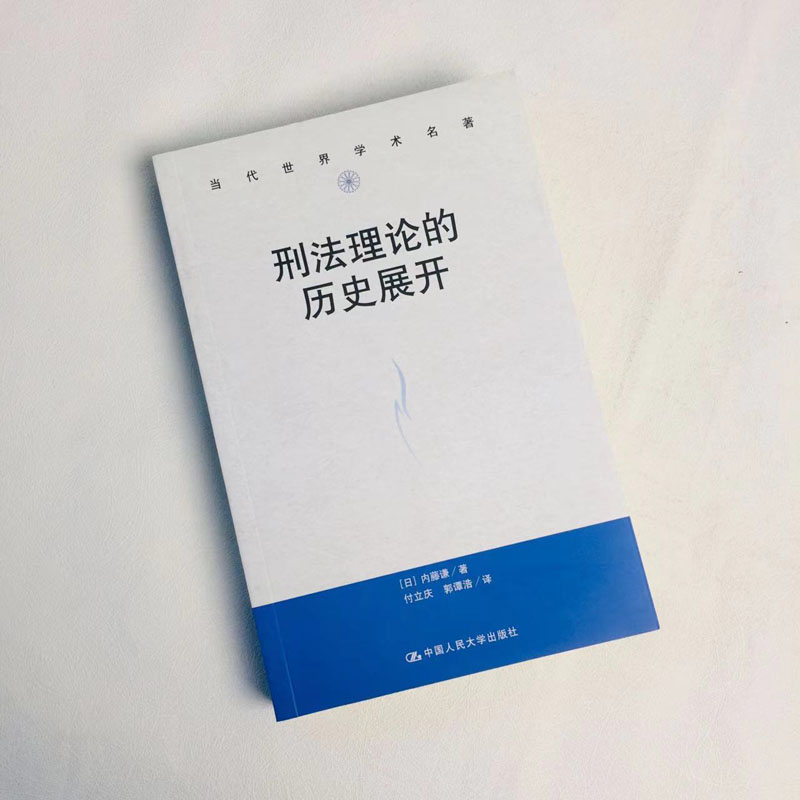 当代世界学术名著
刑法理论的
历史展开
[日] 内藤谦／著
付立庆 郭谭浩／译
中国人民大学出版社